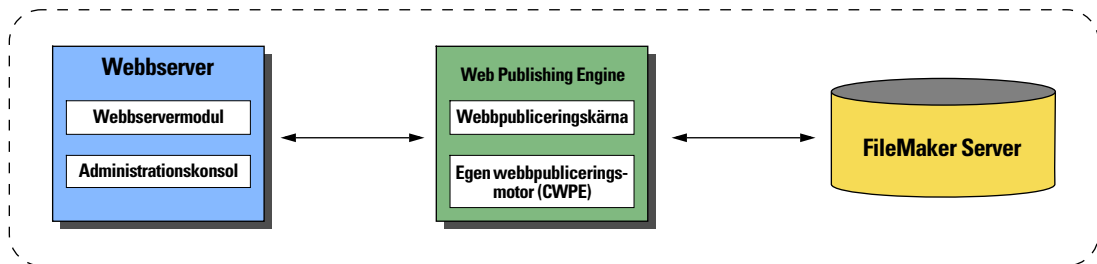 Webbserver
Webbservermodul
Administrationskonsol
Web Publishing Engine
Webbpubliceringskärna
Egen webbpublicerings-
motor (CWPE)
FileMaker Server